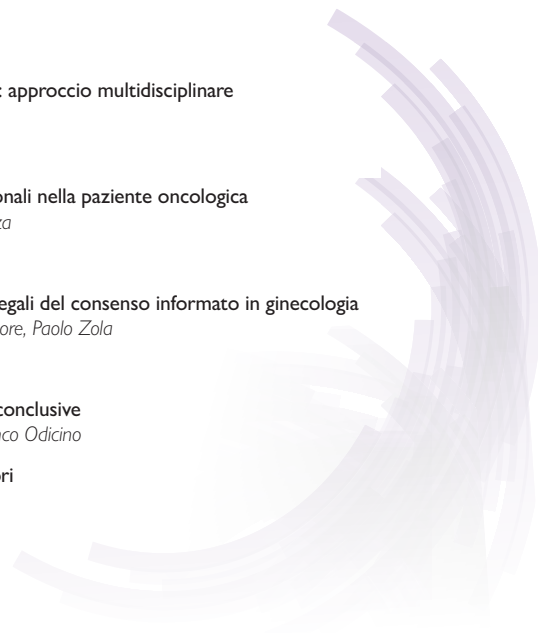 : approccio multidisciplinare
onali nella paziente oncologica
za
egali del consenso informato in ginecologia
ore, Paolo Zola
conclusive
nco Odicino
ori